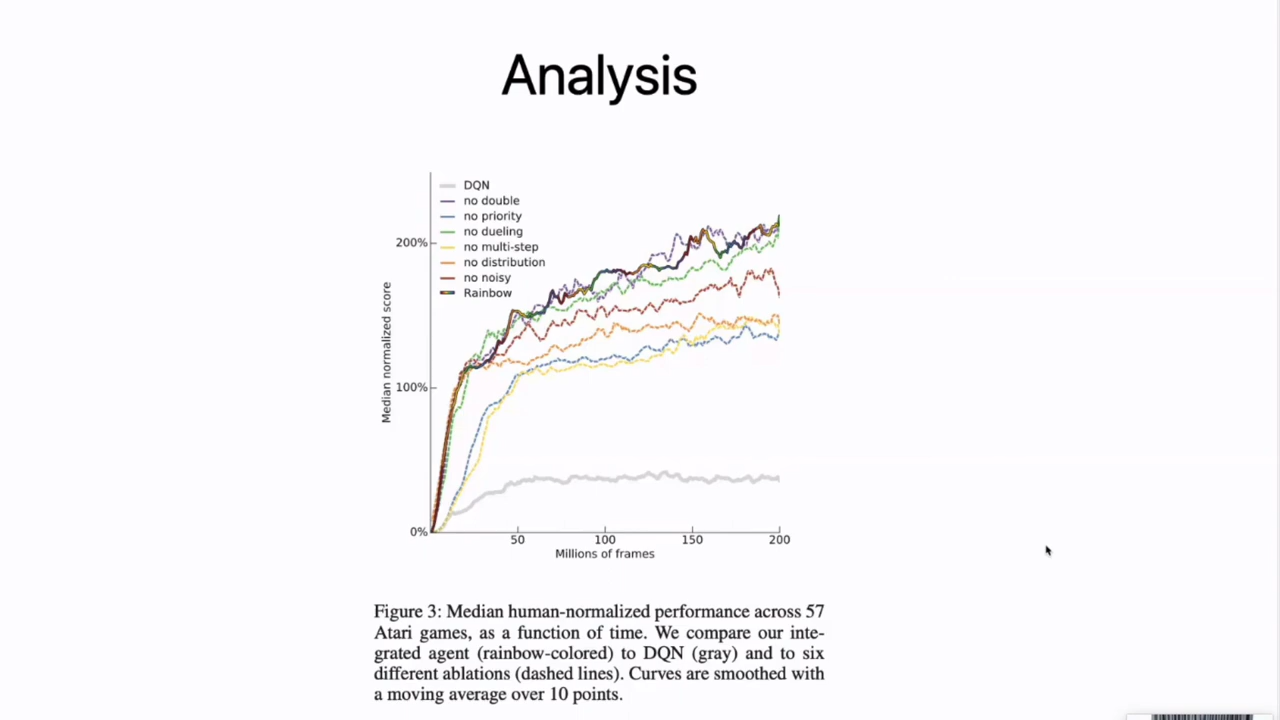 Analysis
DQN
no double
no priority
no dueling
no multi-step
no distribution
no noisy
Rainbow
200%
100%
0%
Median normalized score
50
100
150
200
Millions of frames
Figure 3: Median human-normalized performance across 57
Atari games, as a function of time. We compare our inte-
grated agent (rainbow-colored) to DQN (gray) and to six
different ablations (dashed lines). Curves are smoothed with
a moving average over 10 points.